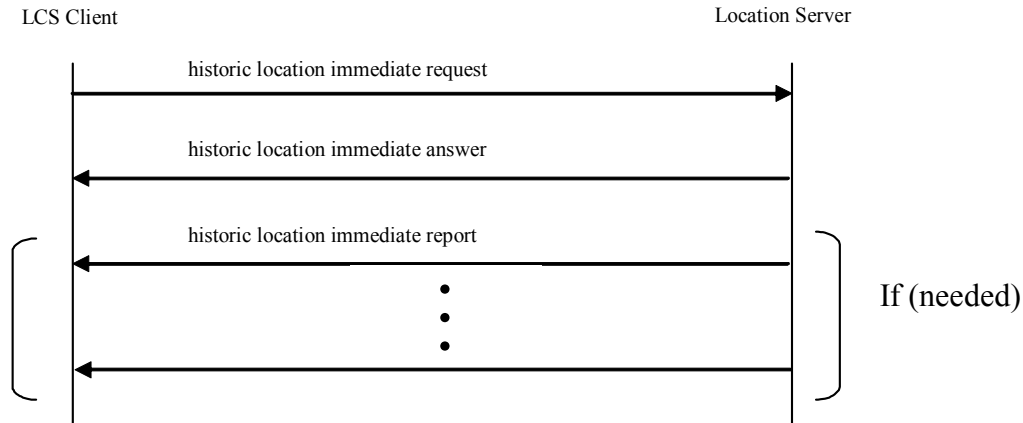 LCS Client
Location Server
historic location immediate request
historic location immediate answer
historic location immediate report
If (needed)